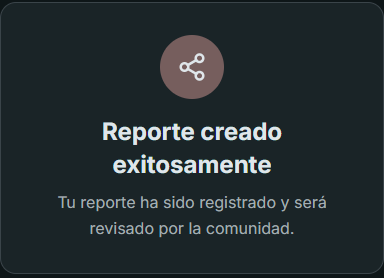 Reporte creado
exitosamente
Tu reporte ha sido registrado y será
revisado por la comunidad.